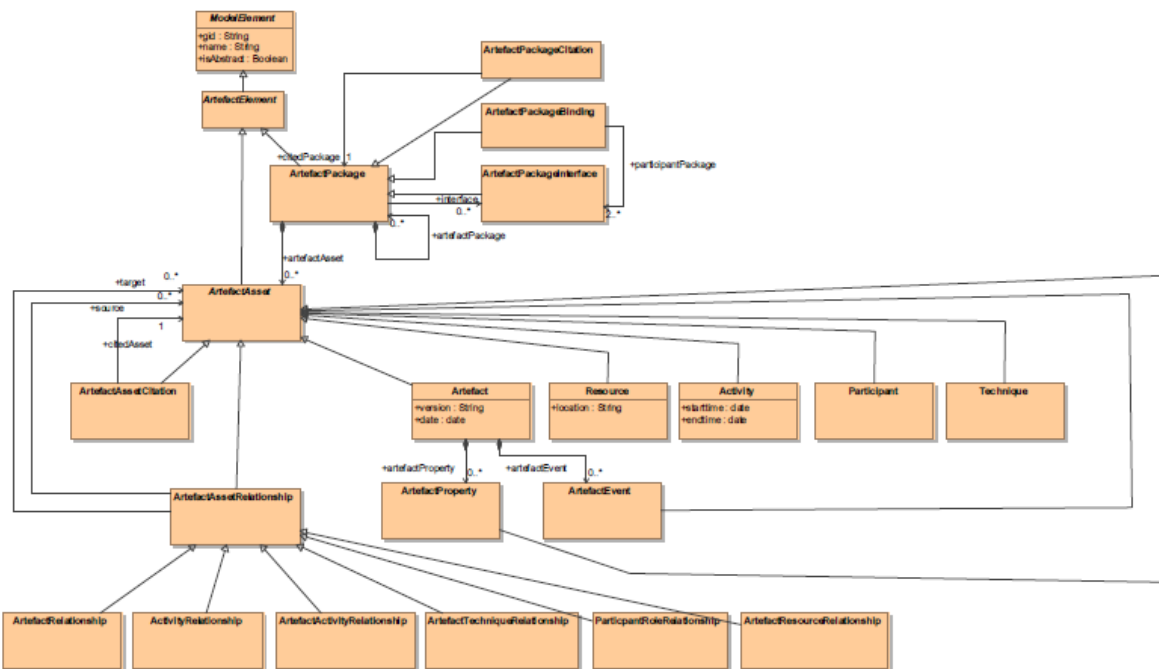 ModelElement
+gid : String
+name : String
+isAbstract : Boolean
ArtefactPackageCitation
ArtefactElement
ArtefactPackageBinding
+citedPackage 1
+participantPackage
ArtefactPackage
ArtefactPackageInterface
+interface
0..*
2..*
0..*
+artefactPackage
+artefactAsset
0..*
+target
0..*
ArtefactAsset
0..*
+source
1
+citedAsset
ArtefactAssetCitation
Artefact
+version : String
+date : date
Resource
+location : String
Activity
+starttime : date
+endtime : date
Participant
Technique
+artefactProperty
0..*
+artefactEvent
0..*
ArtefactProperty
ArtefactEvent
ArtefactAssetRelationship
ArtefactRelationship
ActivityRelationship
ArtefactActivityRelationship
ArtefactTechniqueRelationship
ParticpantRoleRelationship
ArtefactResourceRelationship